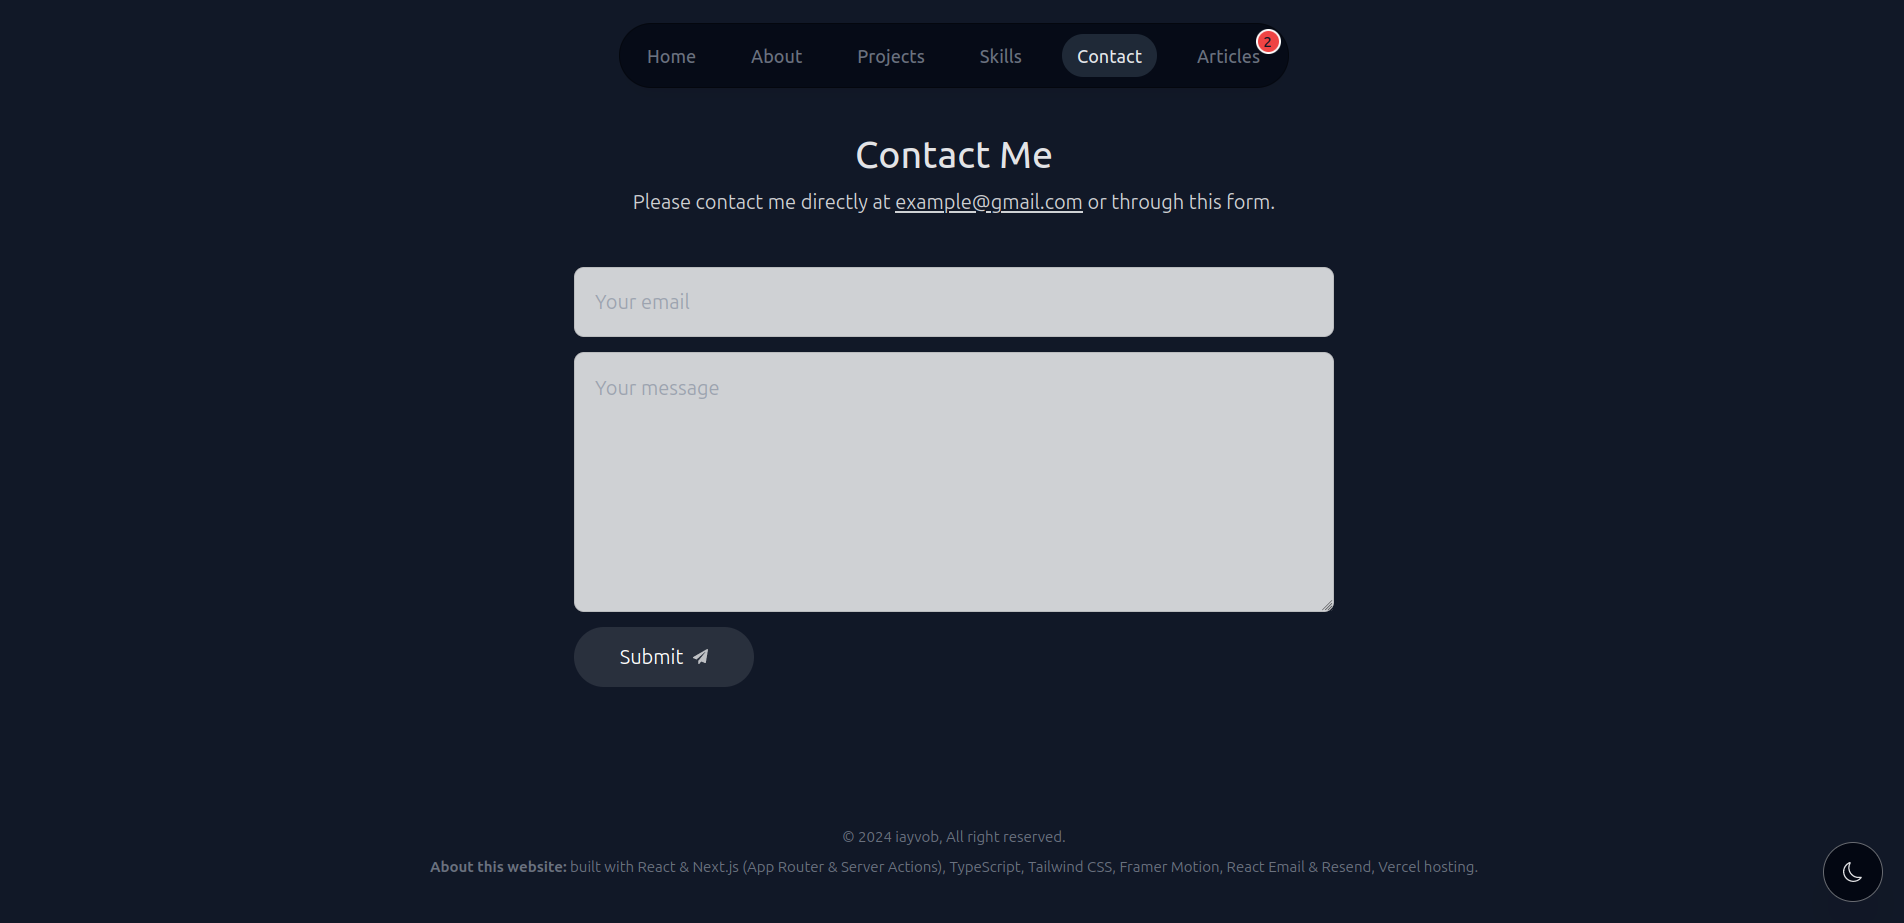 Home About Projects Skills Contact Articles 2
Contact Me
Please contact me directly at example@gmail.com or through this form.
Your email
Your message
Submit
© 2024 iayvob, All right reserved.
About this website: built with React & Next.js (App Router & Server Actions), TypeScript, Tailwind CSS, Framer Motion, React Email & Resend, Vercel hosting.